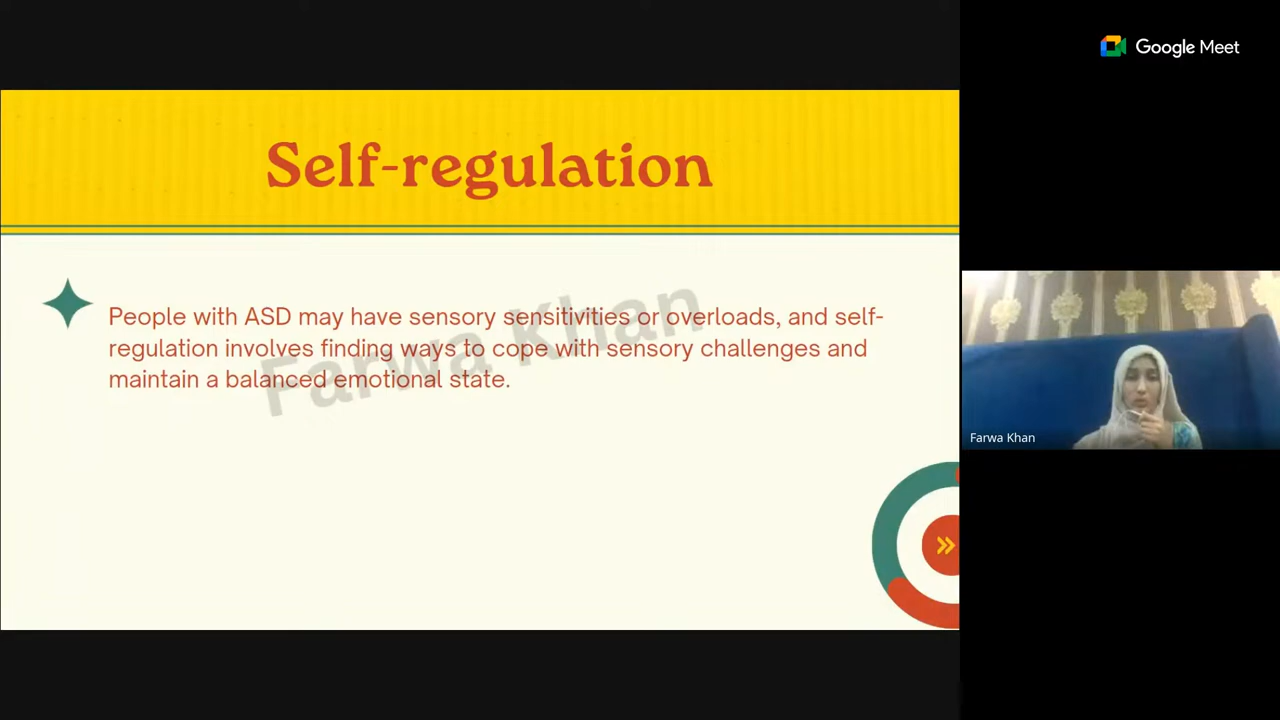 Google Meet
Self-regulation
People with ASD may have sensory sensitivities or overloads, and self-
regulation involves finding ways to cope with sensory challenges and
maintain a balanced emotional state.
Farwa Khan
Farwa Khan